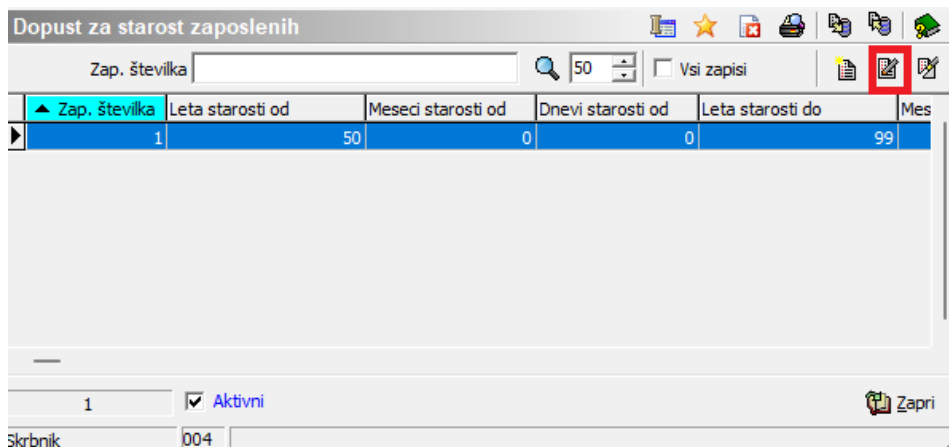 Dopust za starost zaposlenih
Zap. številka 50 Vsi zapisi
Zap. številka Leta starosti od Meseci starosti od Dnevi starosti od Leta starosti do Mes
1 50 0 0 99
1 Aktivni Zapri
Skrbnik 004